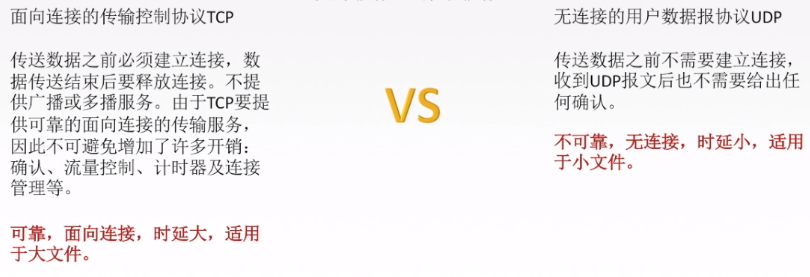 面向连接的传输控制协议TCP
传送数据之前必须建立连接，数
据传送结束后要释放连接。不提
供广播或多播服务。由于TCP要提
供可靠的面向连接的传输服务，
因此不可避免增加了许多开销：
确认、流量控制、计时器及连接
管理等。
可靠，面向连接，时延大，适用
于大文件。
VS
无连接的用户数据报协议UDP
传送数据之前不需要建立连接，
收到UDP报文后也不需要给出任
何确认。
不可靠，无连接，时延小，适用
于小文件。